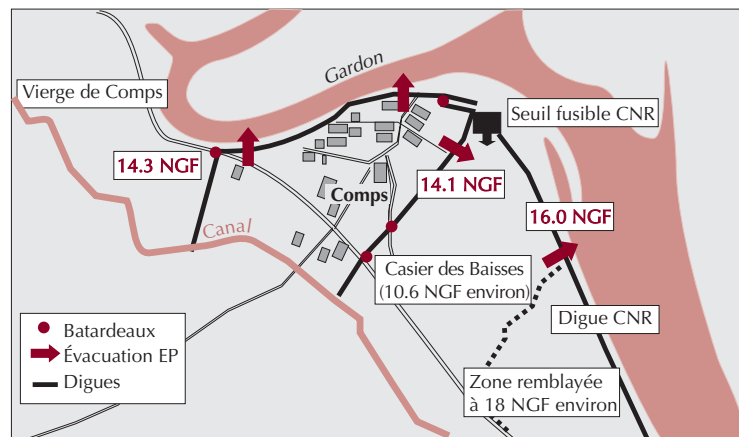 Gardon
Vierge de Comps
Seuil fusible CNR
14.3 NGF
14.1 NGF
Comps
16.0 NGF
Canal
Casier des Baisses
(10.6 NGF environ)
Digue CNR
Batardeaux
Évacuation EP
Digues
Zone remblayée
à 18 NGF environ